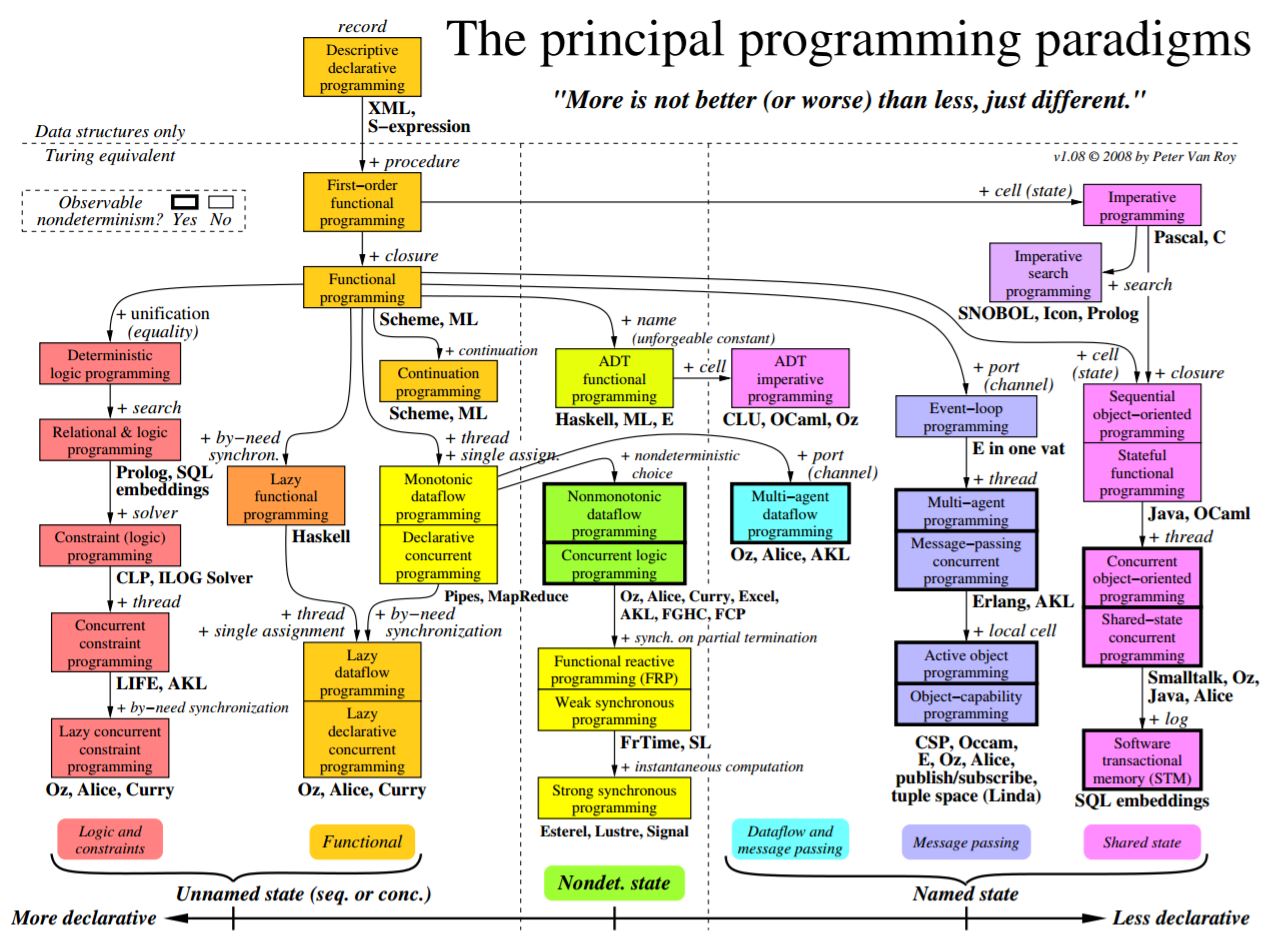 The principal programming paradigms
"More is not better (or worse) than less, just different."
v1.08 © 2008 by Peter Van Roy
record
Descriptive
declarative
programming
XML,
S−expression
Data structures only
Turing equivalent
+ procedure
Observable
nondeterminism? Yes No
First−order
functional
programming
+ cell (state)
Imperative
programming
Pascal, C
+ closure
Imperative
search
programming
+ search
SNOBOL, Icon, Prolog
Functional
programming
Scheme, ML
+ unification
(equality)
Deterministic
logic programming
+ search
Relational & logic
programming
Prolog, SQL
embeddings
+ solver
Constraint (logic)
programming
CLP, ILOG Solver
+ thread
Concurrent
constraint
programming
LIFE, AKL
+ by−need synchronization
Lazy concurrent
constraint
programming
Oz, Alice, Curry
+ continuation
Continuation
programming
Scheme, ML
+ by−need
synchron.
Lazy
functional
programming
Haskell
+ thread
+ single assign.
Monotonic
dataflow
programming
Declarative
concurrent
programming
Pipes, MapReduce
+ thread
+ single assignment
+ by−need
synchronization
Lazy
dataflow
programming
Lazy
declarative
concurrent
programming
Oz, Alice, Curry
+ name
(unforgeable constant)
ADT
functional
programming
Haskell, ML, E
+ cell
ADT
imperative
programming
CLU, OCaml, Oz
+ nondeterministic
choice
Nonmonotonic
dataflow
programming
Concurrent logic
programming
Oz, Alice, Curry, Excel,
AKL, FGHC, FCP
+ synch. on partial termination
Functional reactive
programming (FRP)
Weak synchronous
programming
FrTime, SL
+ instantaneous computation
Strong synchronous
programming
Esterel, Lustre, Signal
+ port
(channel)
Multi−agent
dataflow
programming
Oz, Alice, AKL
+ port
(channel)
Event−loop
programming
E in one vat
+ thread
Multi−agent
programming
Message−passing
concurrent
programming
Erlang, AKL
+ local cell
Active object
programming
Object−capability
programming
CSP, Occam,
E, Oz, Alice,
publish/subscribe,
tuple space (Linda)
+ cell
(state)
+ closure
Sequential
object−oriented
programming
Stateful
functional
programming
Java, OCaml
+ thread
Concurrent
object−oriented
programming
Shared−state
concurrent
programming
Smalltalk, Oz,
Java, Alice
+ log
Software
transactional
memory (STM)
SQL embeddings
Logic and
constraints
Functional
Dataflow and
message passing
Message passing
Shared state
Unnamed state (seq. or conc.)
Nondet. state
Named state
More declarative
Less declarative